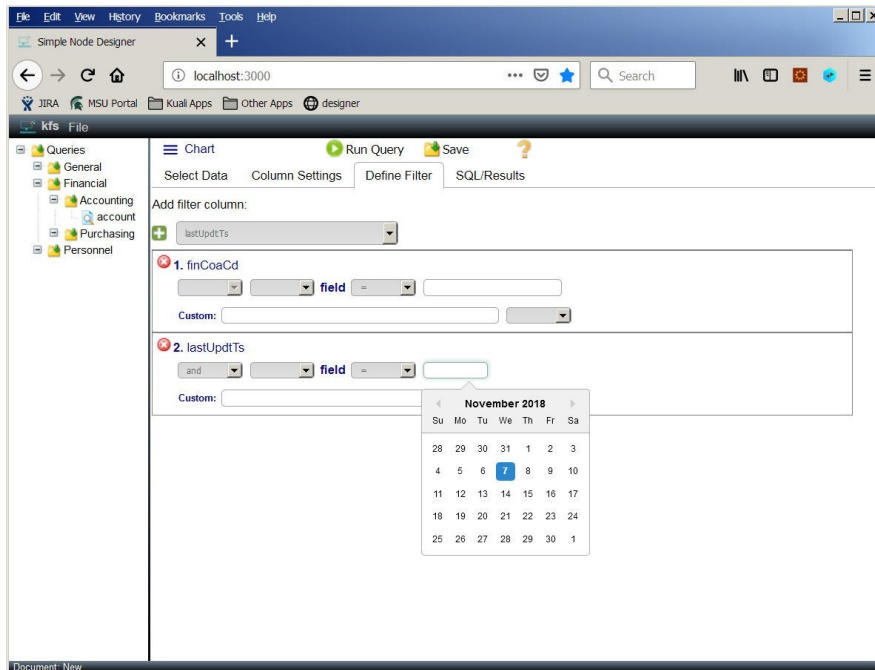 File Edit View History Bookmarks Tools Help
Simple Node Designer
localhost:3000
Search
JIRA MSU Portal Kuali Apps Other Apps designer
kfs File
Queries
General
Financial
Accounting
account
Purchasing
Personnel
Chart Run Query Save
Select Data Column Settings Define Filter SQL/Results
Add filter column:
lastUpdtTs
1. finCoaCd
field =
Custom:
2. lastUpdtTs
and field =
Custom:
November 2018
Su Mo Tu We Th Fr Sa
28 29 30 31 1 2 3
4 5 6 7 8 9 10
11 12 13 14 15 16 17
18 19 20 21 22 23 24
25 26 27 28 29 30 1
Document: New